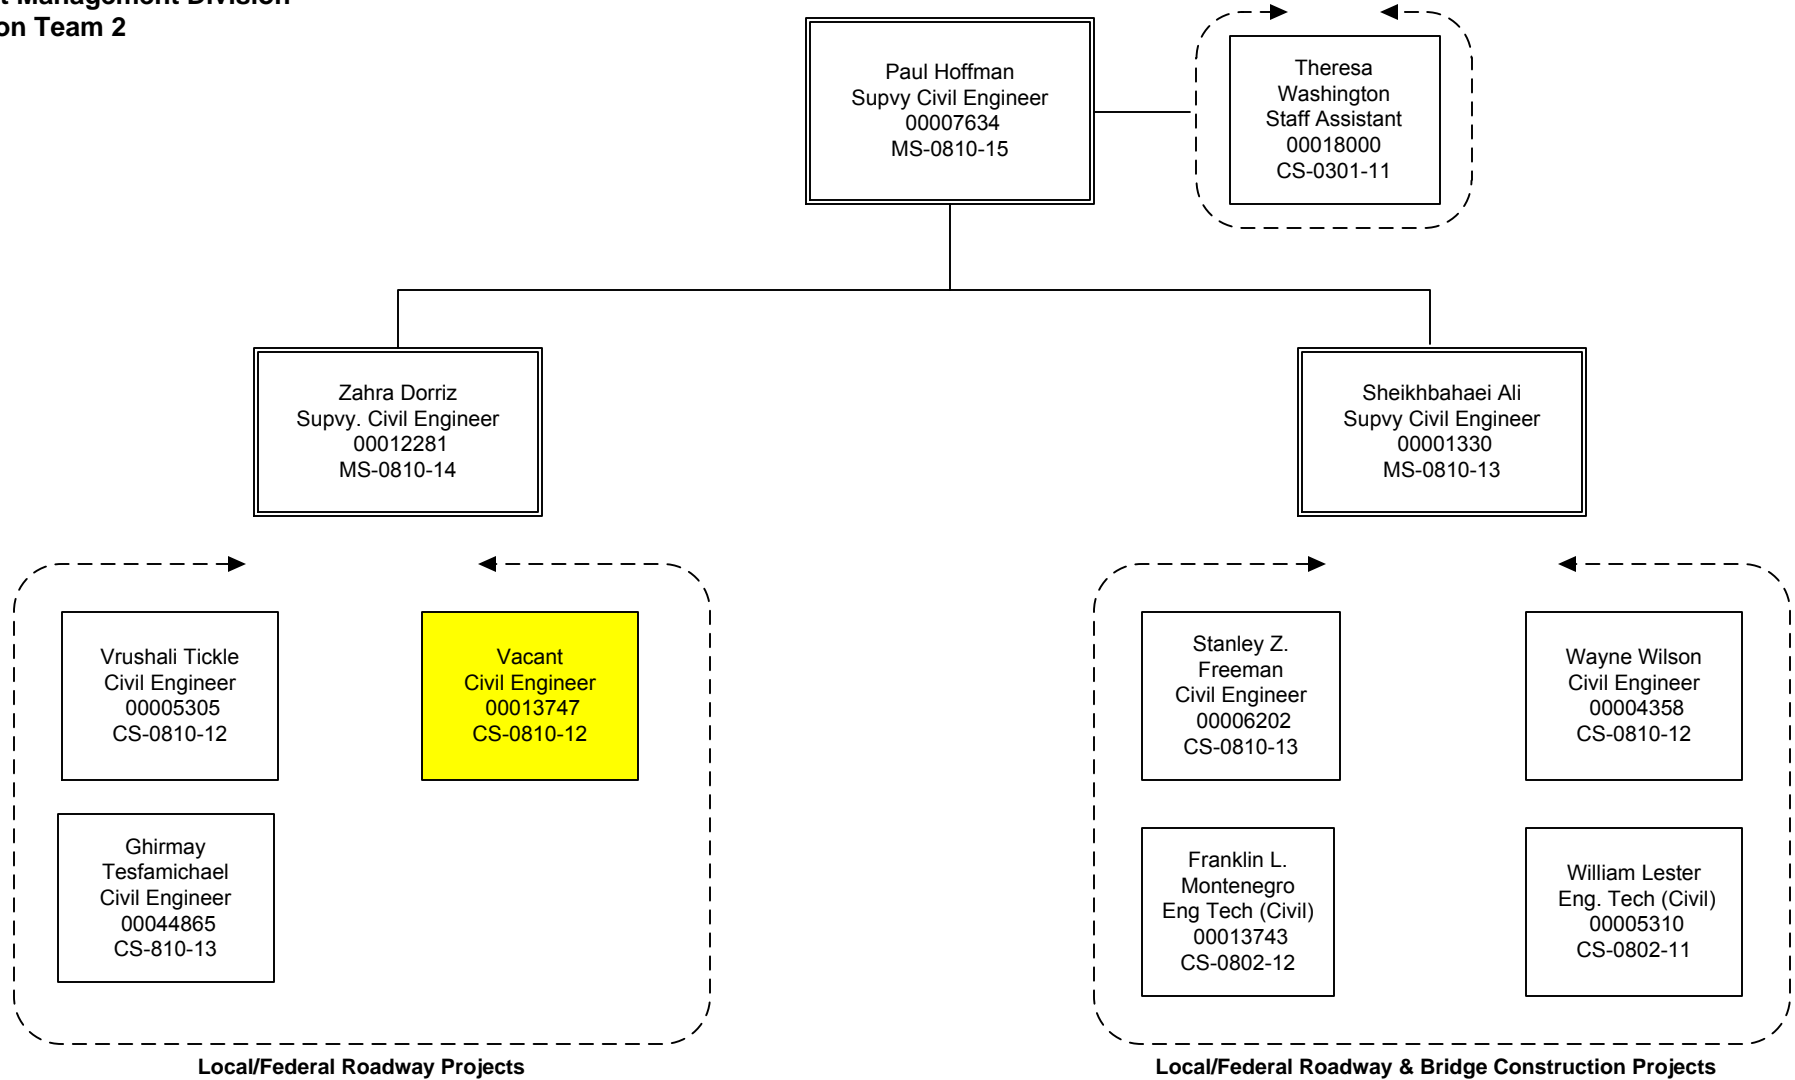 t Management Division
on Team 2
Paul Hoffman
Supvy Civil Engineer
00007634
MS-0810-15
Theresa
Washington
Staff Assistant
00018000
CS-0301-11
Zahra Dorriz
Supvy. Civil Engineer
00012281
MS-0810-14
Sheikhbahaei Ali
Supvy Civil Engineer
00001330
MS-0810-13
Vrushali Tickle
Civil Engineer
00005305
CS-0810-12
Vacant
Civil Engineer
00013747
CS-0810-12
Ghirmay
Tesfamichael
Civil Engineer
00044865
CS-810-13
Local/Federal Roadway Projects
Stanley Z.
Freeman
Civil Engineer
00006202
CS-0810-13
Wayne Wilson
Civil Engineer
00004358
CS-0810-12
Franklin L.
Montenegro
Eng Tech (Civil)
00013743
CS-0802-12
William Lester
Eng. Tech (Civil)
00005310
CS-0802-11
Local/Federal Roadway & Bridge Construction Projects